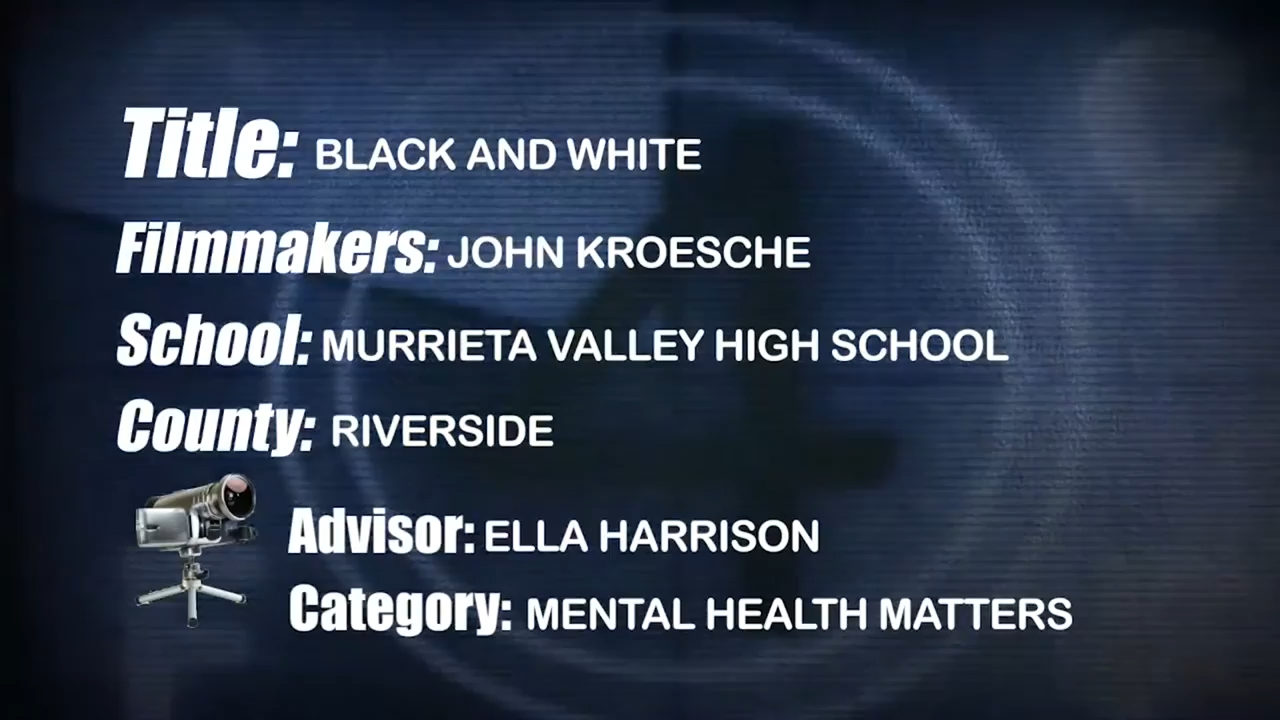 Title: BLACK AND WHITE
Filmmakers: JOHN KROESCHE
School: MURRIETA VALLEY HIGH SCHOOL
County: RIVERSIDE
Advisor: ELLA HARRISON
Category: MENTAL HEALTH MATTERS